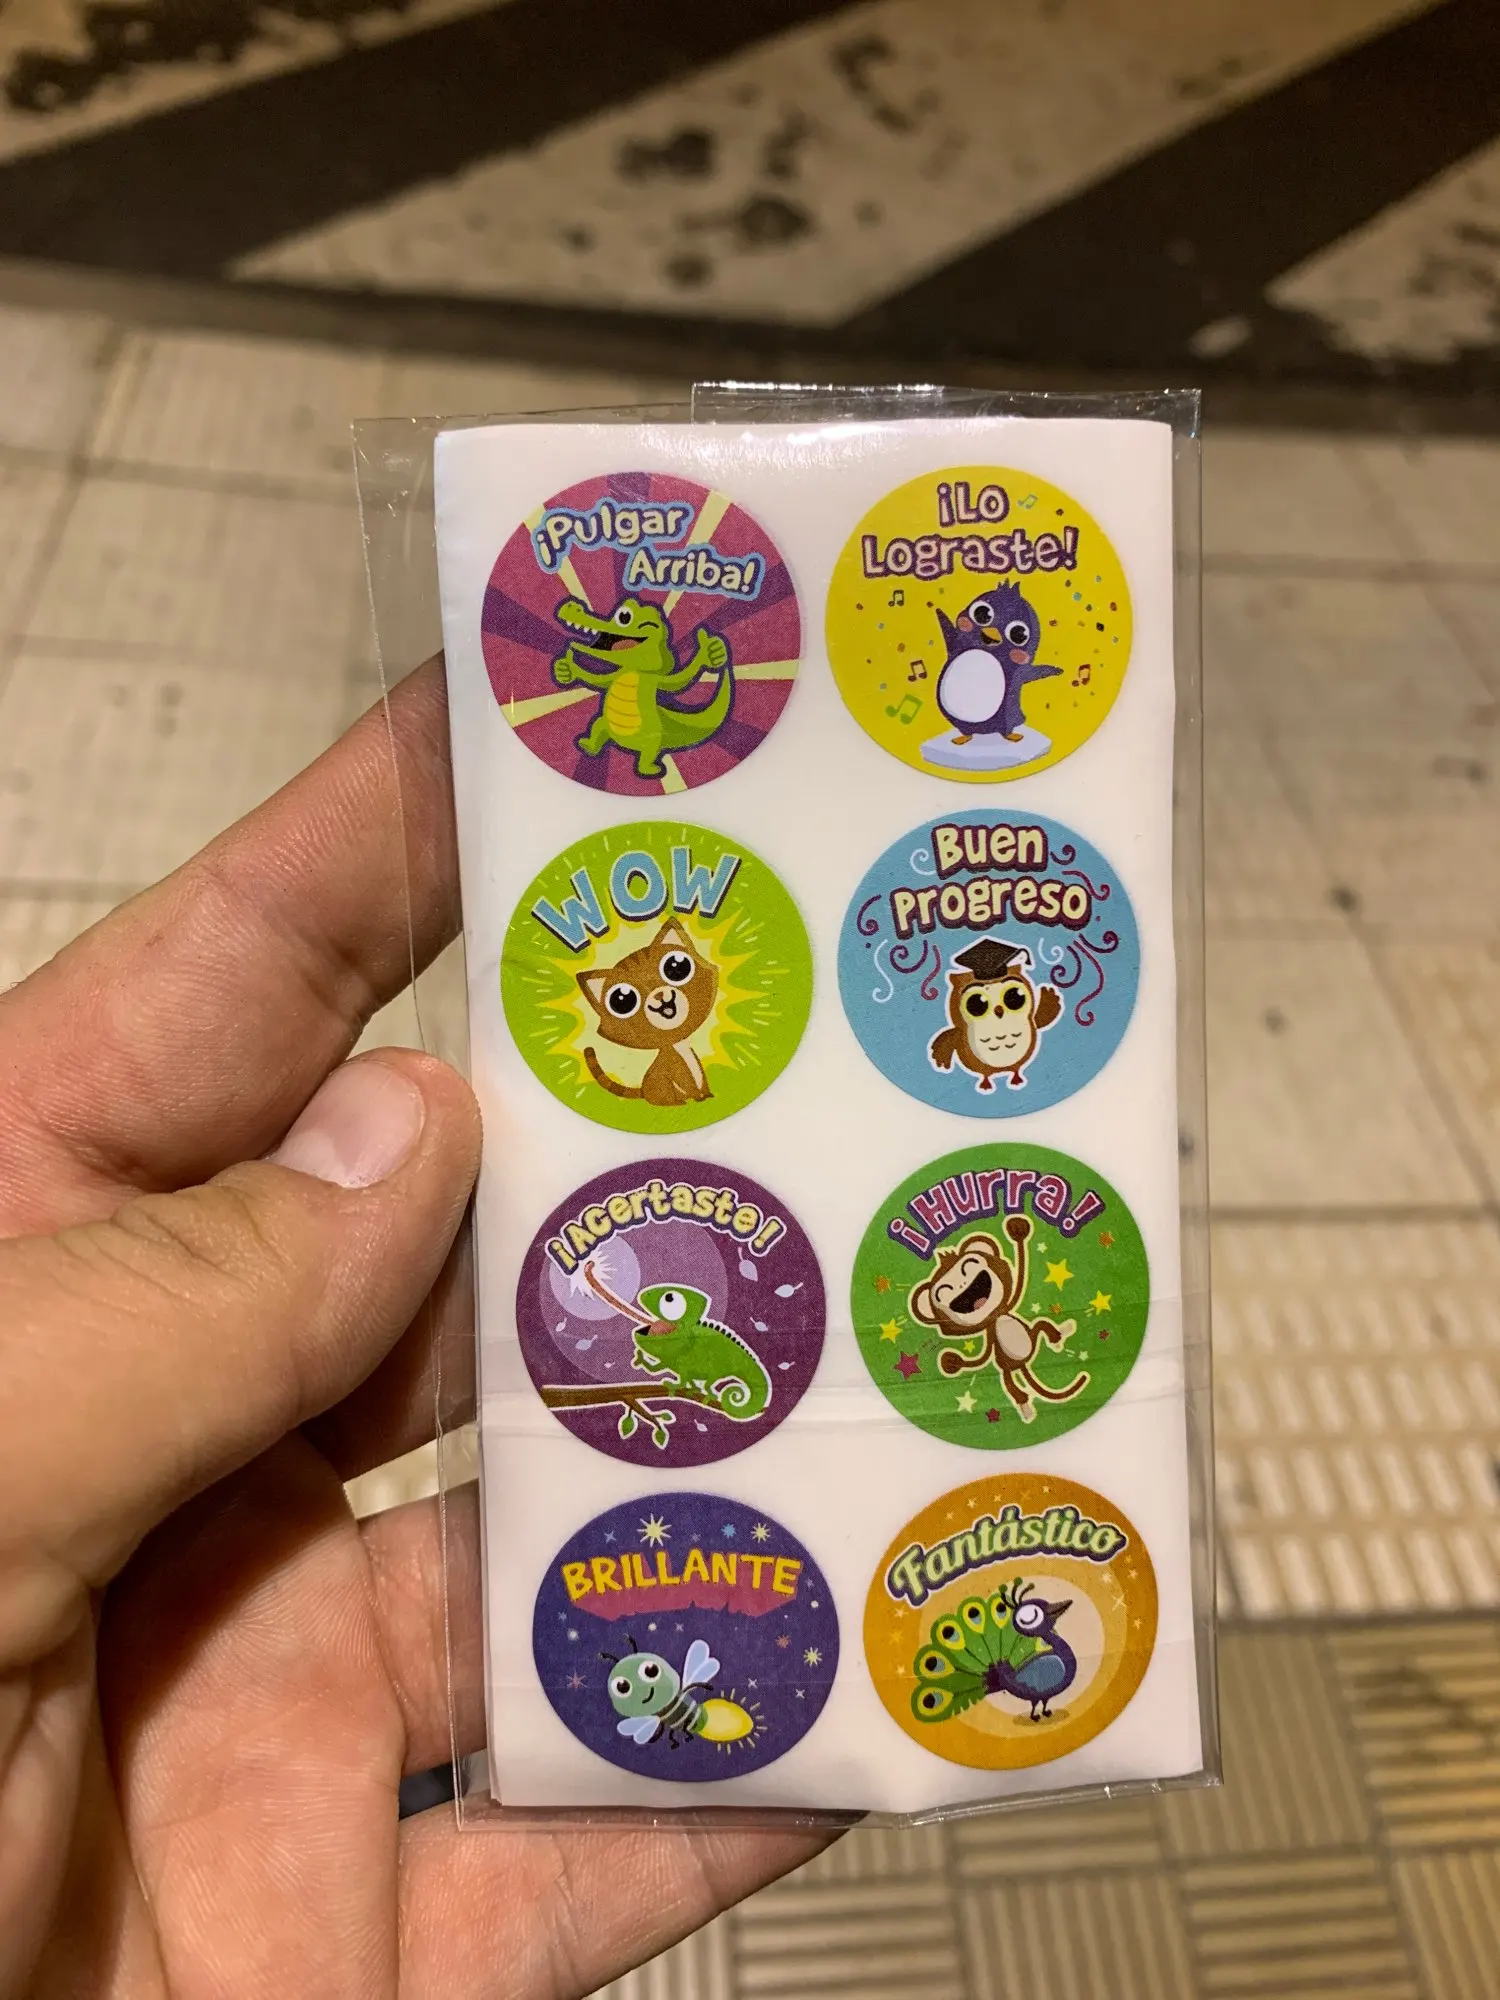 ¡Pulgar
Arriba!
¡Lo
Lograste!
WOW
Buen
Progreso
¡Acertaste!
¡Hurra!
BRILLANTE
Fantástico